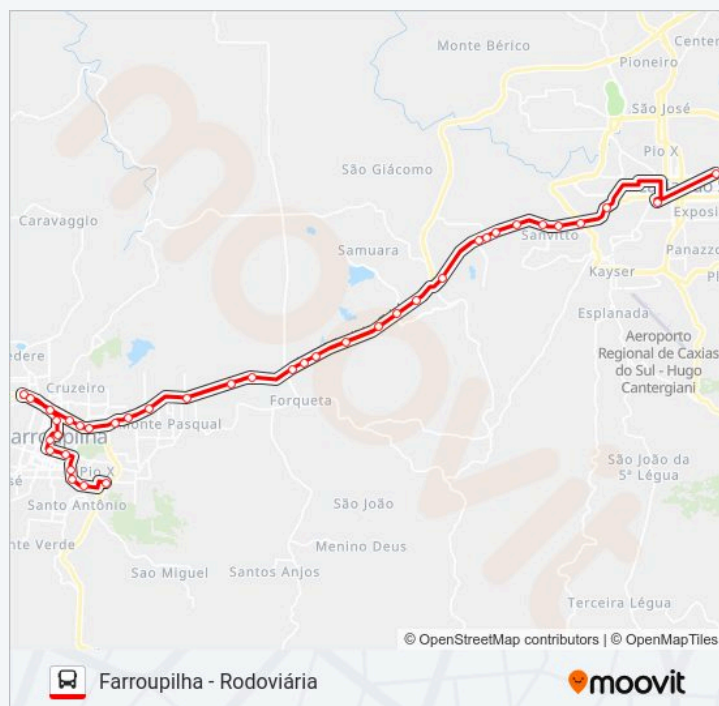 Monte Bérico
Pioneiro
São José
São Giácomo
Pio X
Caravaggio
Samuara
Sanvitto
Panazzo
Kayser
Esplanada
Aeroporto
Regional de Caxias
do Sul - Hugo
Cantergiani
Cruzeiro
Forqueta
Monte Pasqual
Farroupilha
Pio X
São João da
5ª Légua
Santo Antônio
São João
Menino Deus
Sao Miguel
Santos Anjos
Terceira Légua
moovit
© OpenStreetMap contributors | © OpenMapTiles
Farroupilha - Rodoviária
moovit